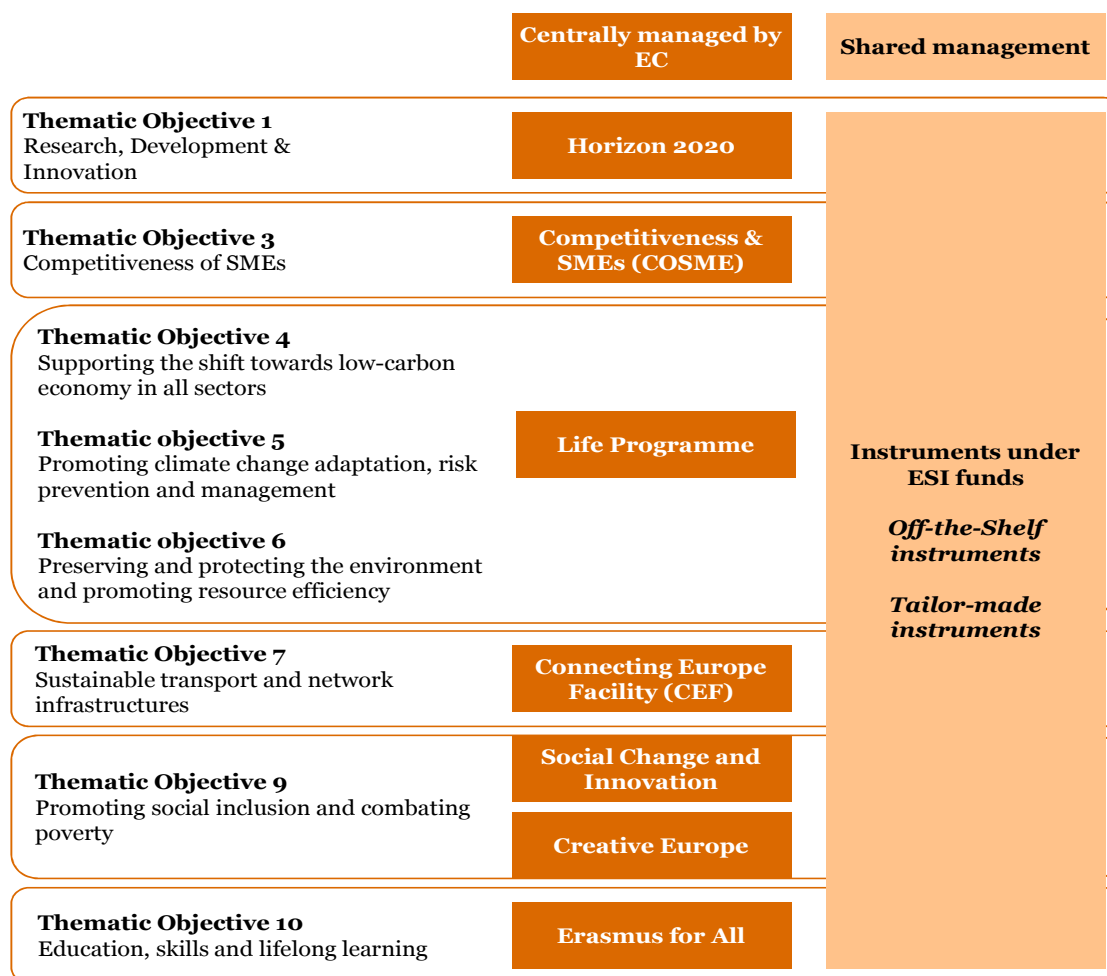 Centrally managed by
EC
Shared management
Thematic Objective 1
Research, Development &
Innovation
Horizon 2020
Thematic Objective 3
Competitiveness of SMEs
Competitiveness &
SMEs (COSME)
Thematic Objective 4
Supporting the shift towards low-carbon
economy in all sectors
Thematic objective 5
Promoting climate change adaptation, risk
prevention and management
Thematic objective 6
Preserving and protecting the environment
and promoting resource efficiency
Life Programme
Instruments under
ESI funds
Off-the-Shelf
instruments
Tailor-made
instruments
Thematic Objective 7
Sustainable transport and network
infrastructures
Connecting Europe
Facility (CEF)
Thematic Objective 9
Promoting social inclusion and combating
poverty
Social Change and
Innovation
Creative Europe
Thematic Objective 10
Education, skills and lifelong learning
Erasmus for All